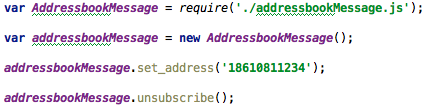 var AddressbookMessage = require('./addressbookMessage.js');
var addressbookMessage = new AddressbookMessage();
addressbookMessage.set_address('18610811234');
addressbookMessage.unsubscribe();